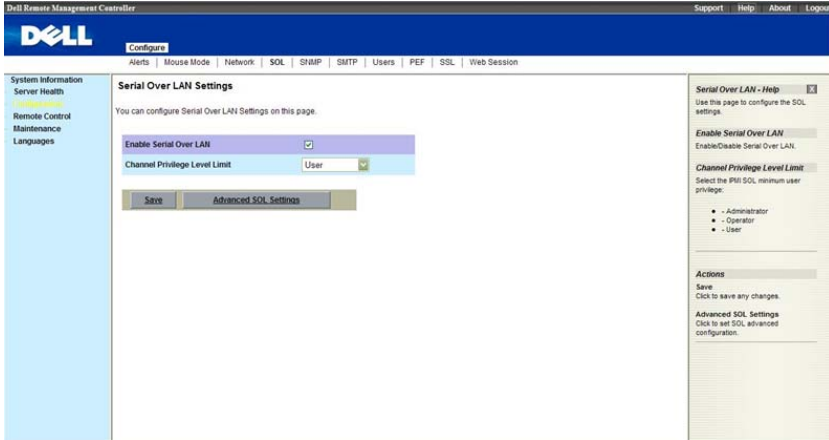 Dell Remote Management Controller
Support Help About Logou
DELL
Configure
Alerts | Mouse Mode | Network | SOL | SNMP | SMTP | Users | PEF | SSL | Web Session
System Information
Server Health
Configuration
Remote Control
Maintenance
Languages
Serial Over LAN Settings
You can configure Serial Over LAN Settings on this page.
Enable Serial Over LAN
Channel Privilege Level Limit User
Save Advanced SOL Settings
Serial Over LAN - Help X
Use this page to configure the SOL
settings.
Enable Serial Over LAN
Enable/Disable Serial Over LAN.
Channel Privilege Level Limit
Select the IPMI SOL minimum user
privilege:
- Administrator
- Operator
- User
Actions
Save
Click to save any changes.
Advanced SOL Settings
Click to set SOL advanced
configuration.